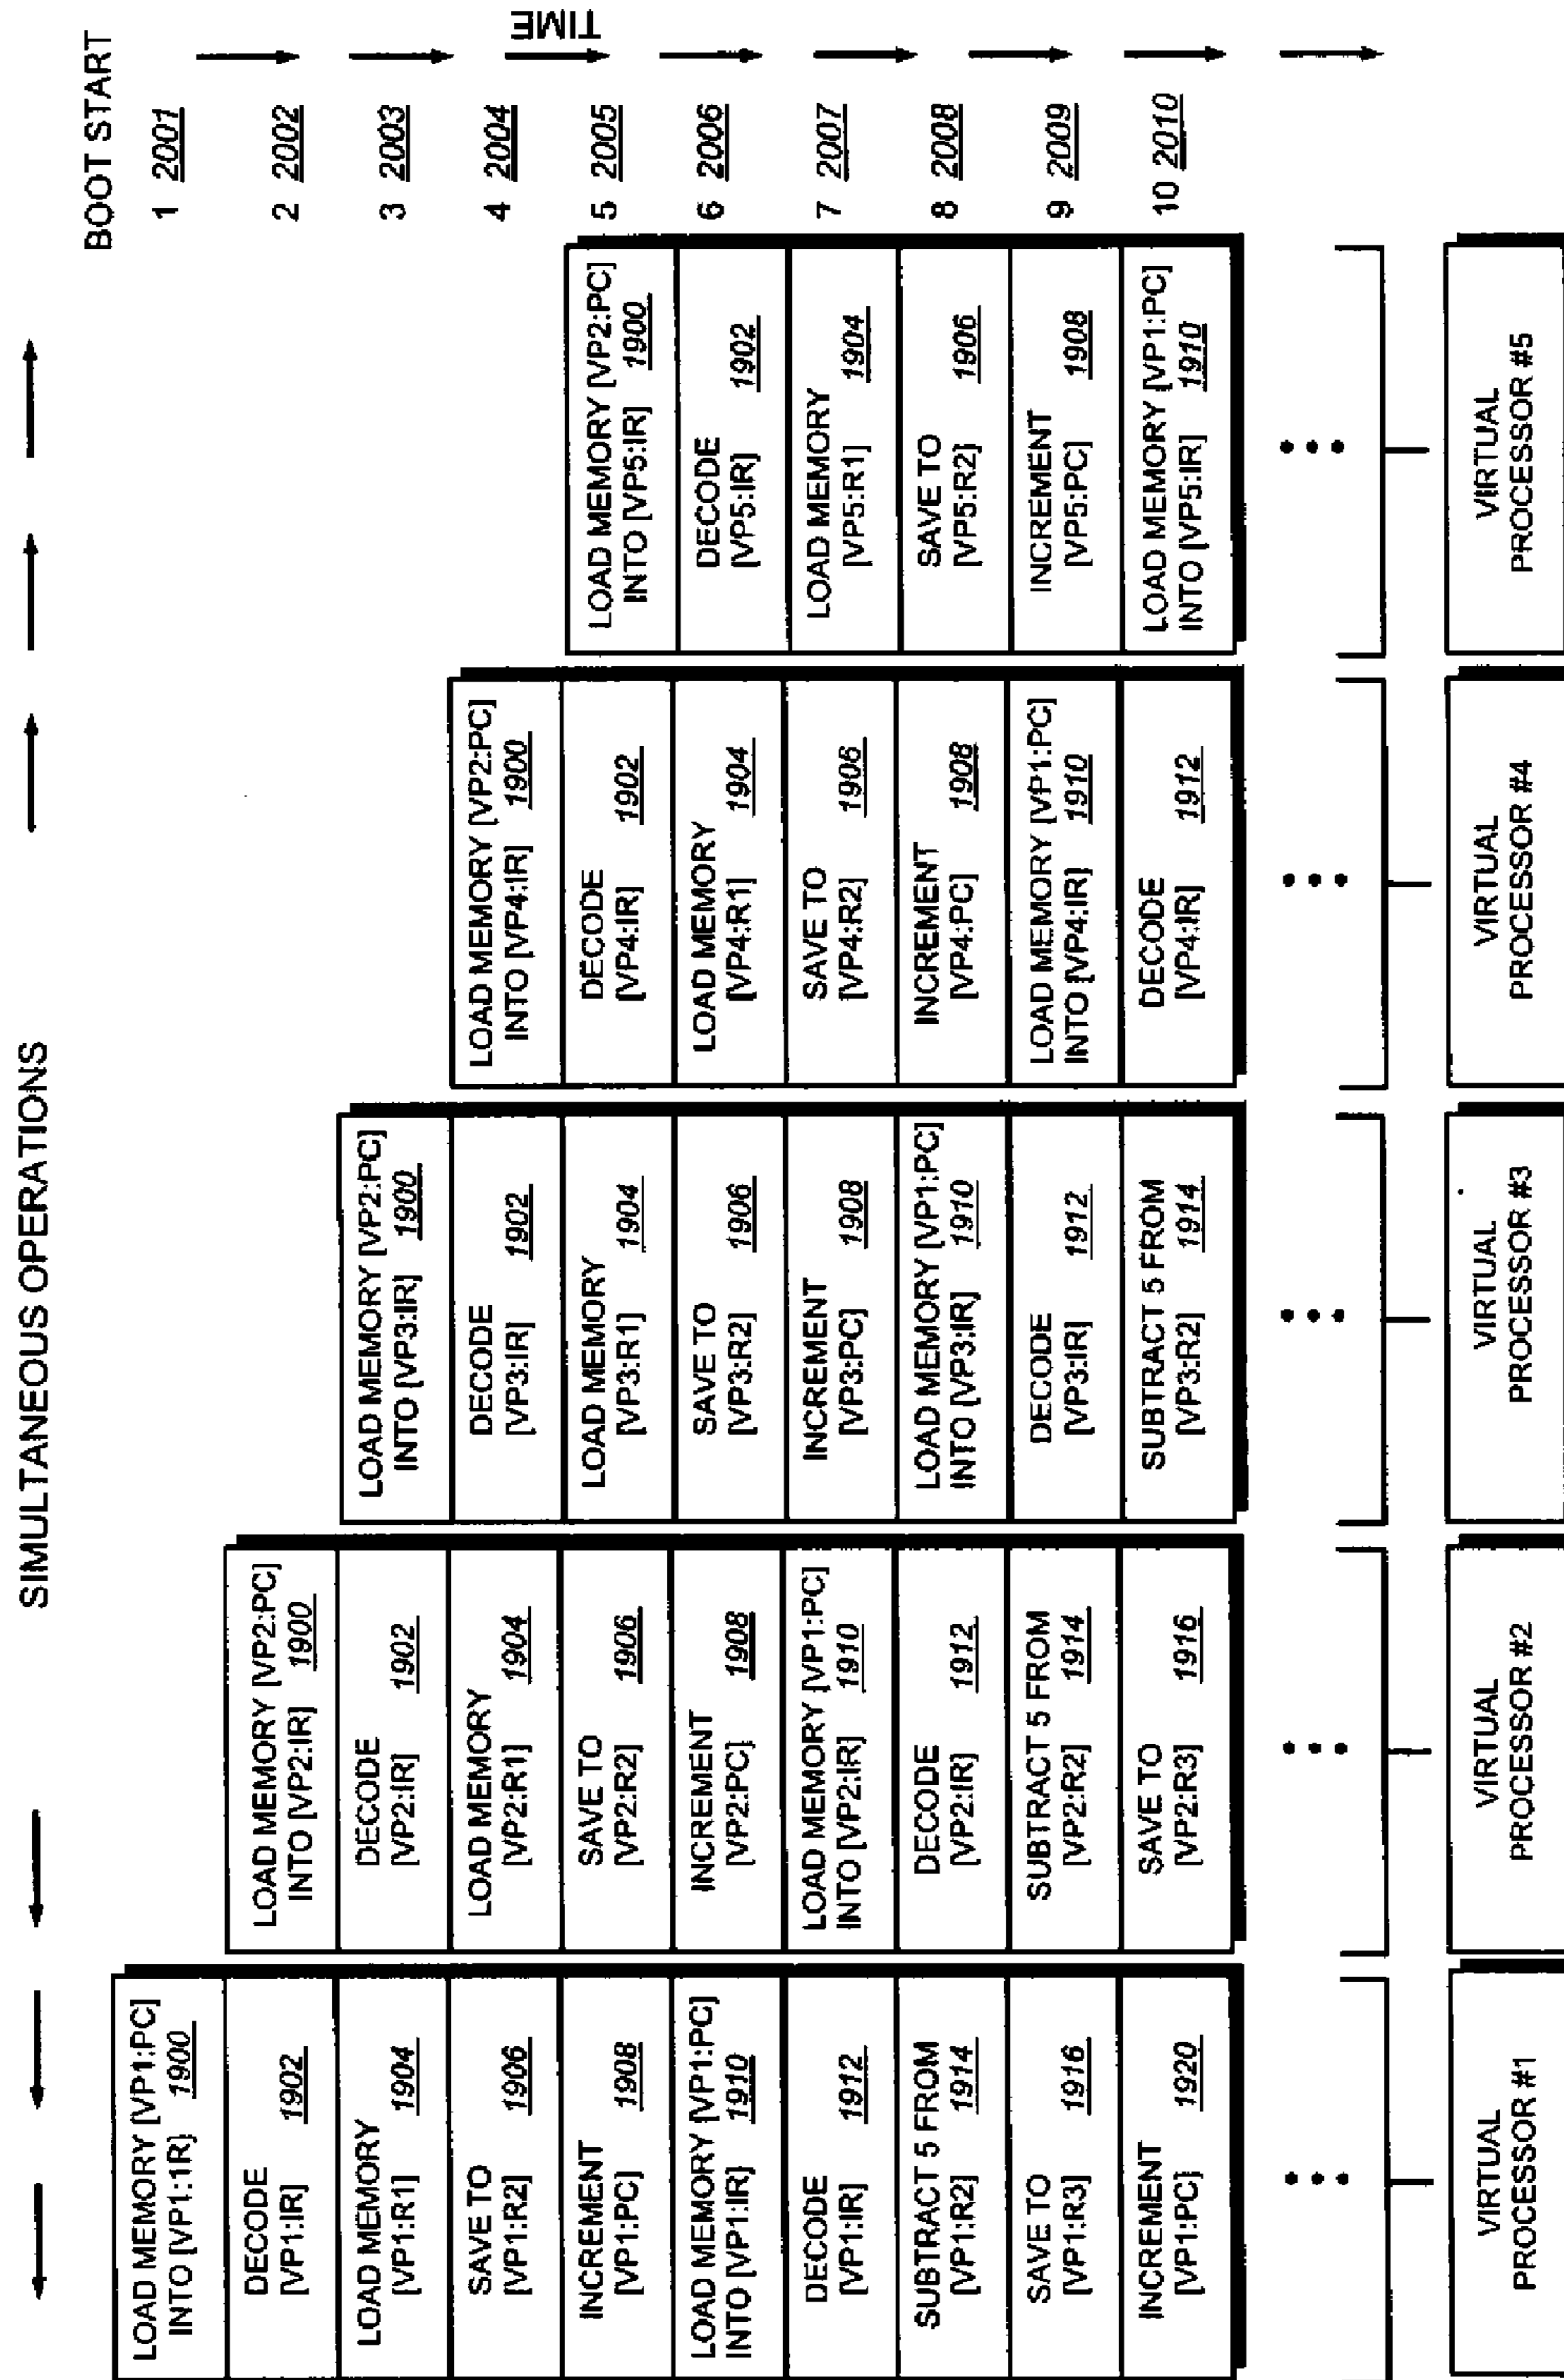 SIMULTANEOUS OPERATIONS
BOOT START
TIME
1 2001
2 2002
3 2003
4 2004
5 2005
6 2006
7 2007
8 2008
9 2009
10 2010
LOAD MEMORY [VP1:PC]
INTO [VP1:1R] 1900
DECODE
[VP1:IR] 1902
LOAD MEMORY
[VP1:R1] 1904
SAVE TO
[VP1:R2] 1906
INCREMENT
[VP1:PC] 1908
LOAD MEMORY [VP1:PC]
INTO [VP1:IR] 1910
DECODE
[VP1:IR] 1912
SUBTRACT 5 FROM
[VP1:R2] 1914
SAVE TO
[VP1:R3] 1916
INCREMENT
[VP1:PC] 1920
VIRTUAL
PROCESSOR #1
LOAD MEMORY [VP2:PC]
INTO [VP2:IR] 1900
DECODE
[VP2:IR] 1902
LOAD MEMORY
[VP2:R1] 1904
SAVE TO
[VP2:R2] 1906
INCREMENT
[VP2:PC] 1908
LOAD MEMORY [VP1:PC]
INTO [VP2:IR] 1910
DECODE
[VP2:IR] 1912
SUBTRACT 5 FROM
[VP2:R2] 1914
SAVE TO
[VP2:R3] 1916
VIRTUAL
PROCESSOR #2
LOAD MEMORY [VP2:PC]
INTO [VP3:IR] 1900
DECODE
[VP3:IR] 1902
LOAD MEMORY
[VP3:R1] 1904
SAVE TO
[VP3:R2] 1906
INCREMENT
[VP3:PC] 1908
LOAD MEMORY [VP1:PC]
INTO [VP3:IR] 1910
DECODE
[VP3:IR] 1912
SUBTRACT 5 FROM
[VP3:R2] 1914
VIRTUAL
PROCESSOR #3
LOAD MEMORY [VP2:PC]
INTO [VP4:IR] 1900
DECODE
[VP4:IR] 1902
LOAD MEMORY
[VP4:R1] 1904
SAVE TO
[VP4:R2] 1906
INCREMENT
[VP4:PC] 1908
LOAD MEMORY [VP1:PC]
INTO [VP4:IR] 1910
DECODE
[VP4:IR] 1912
VIRTUAL
PROCESSOR #4
LOAD MEMORY [VP2:PC]
INTO [VP5:IR] 1900
DECODE
[VP5:IR] 1902
LOAD MEMORY
[VP5:R1] 1904
SAVE TO
[VP5:R2] 1906
INCREMENT
[VP5:PC] 1908
LOAD MEMORY [VP1:PC]
INTO [VP5:IR] 1910
VIRTUAL
PROCESSOR #5